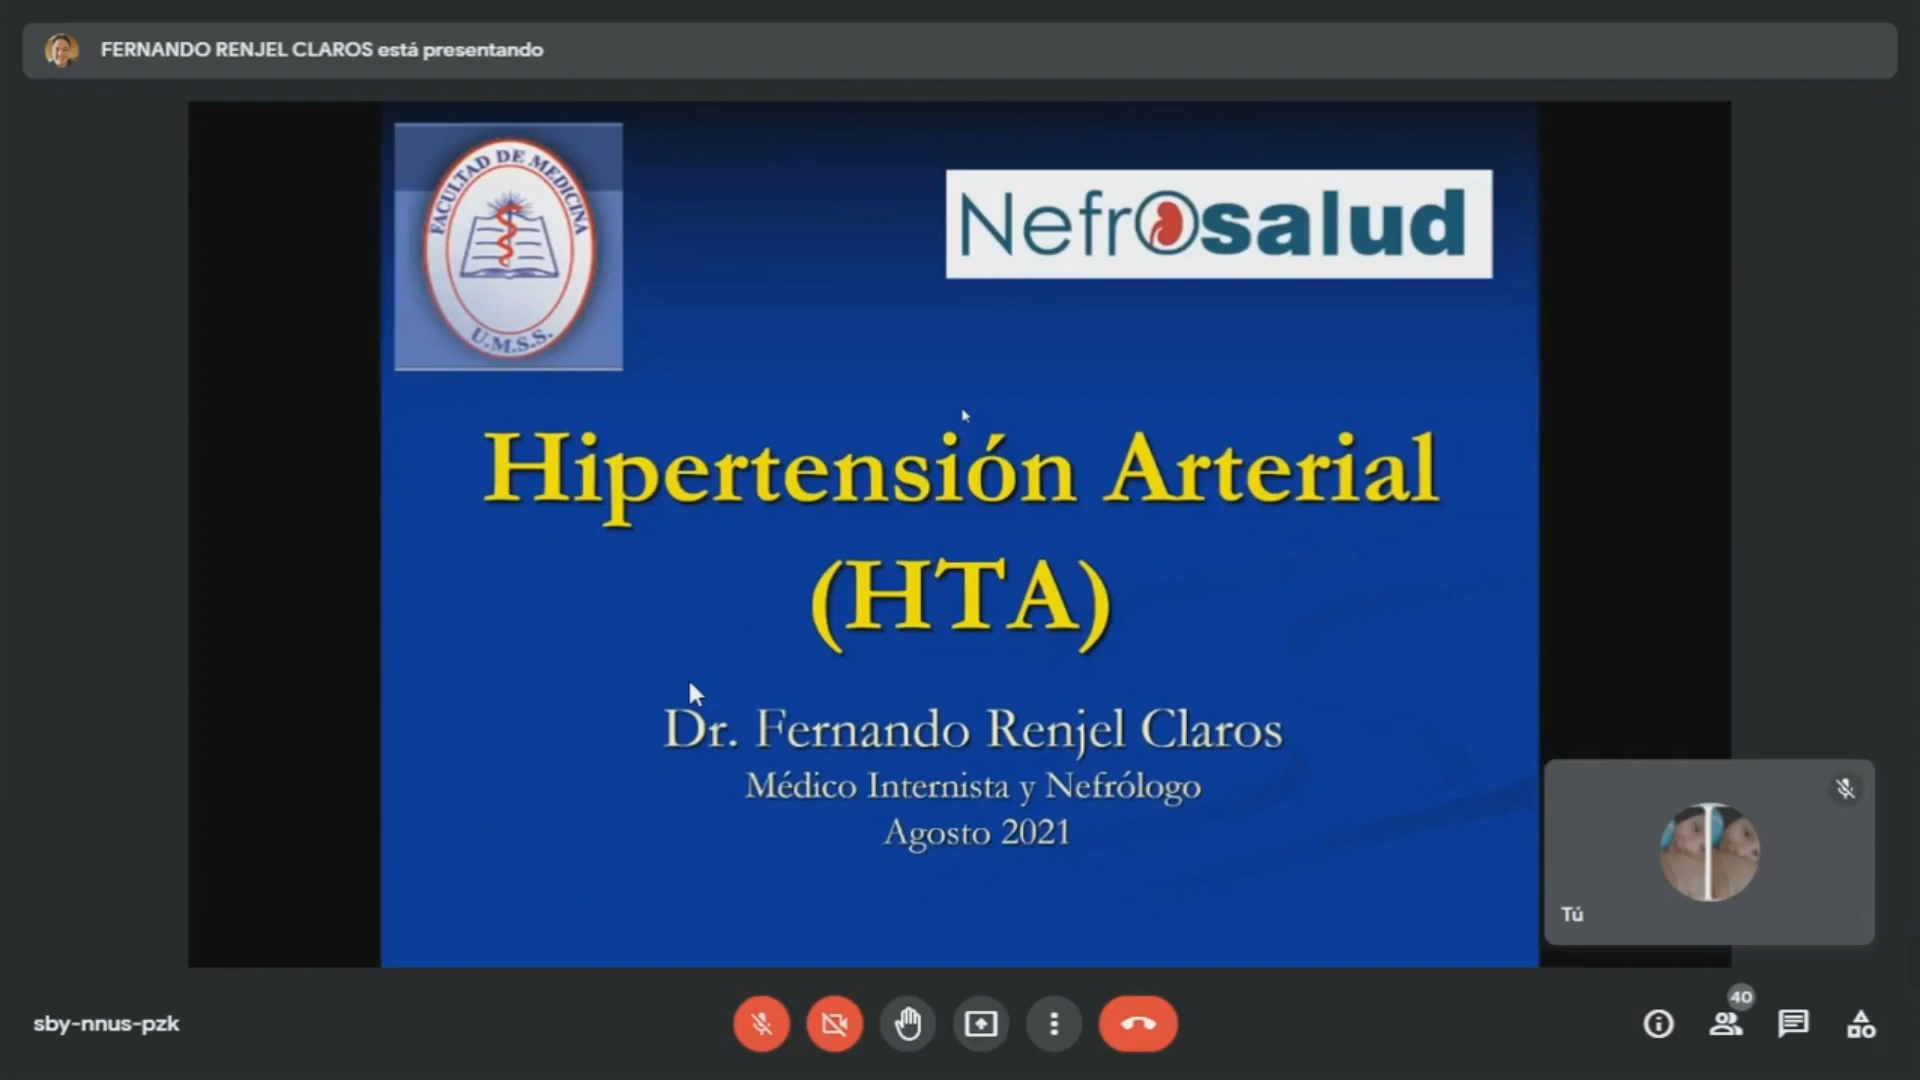 FERNANDO RENJEL CLAROS está presentando
FACULTAD DE MEDICINA
U.M.S.S.
Nefrosalud
Hipertensión Arterial
(HTA)
Dr. Fernando Renjel Claros
Médico Internista y Nefrólogo
Agosto 2021
Tú
sby-nnus-pzk
40